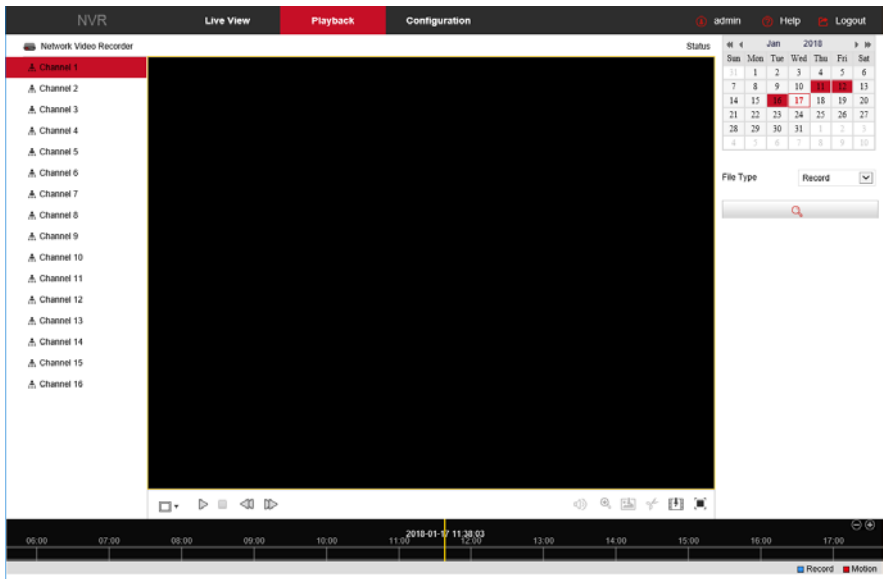 NVR Live View Playback Configuration admin Help Logout
Network Video Recorder Status
Channel 1
Channel 2
Channel 3
Channel 4
Channel 5
Channel 6
Channel 7
Channel 8
Channel 9
Channel 10
Channel 11
Channel 12
Channel 13
Channel 14
Channel 15
Channel 16
Jan 2018
Sun Mon Tue Wed Thu Fri Sat
31 1 2 3 4 5 6
7 8 9 10 11 12 13
14 15 16 17 18 19 20
21 22 23 24 25 26 27
28 29 30 31 1 2 3
4 5 6 7 8 9 10
File Type Record
2018-01-17 11:38:03
06:00 07:00 08:00 09:00 10:00 11:00 12:00 13:00 14:00 15:00 16:00 17:00
Record Motion